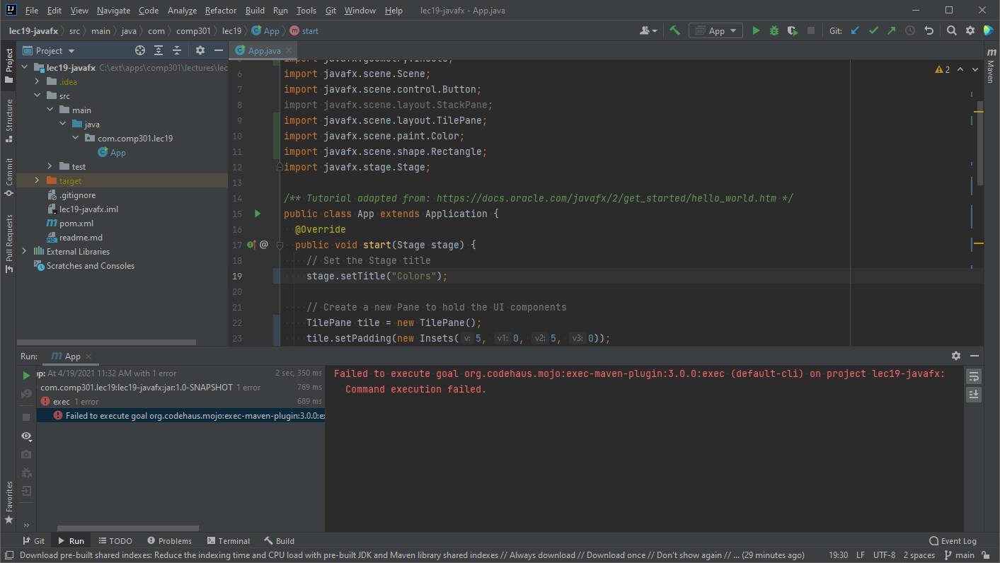 File Edit View Navigate Code Analyze Refactor Build Run Tools Git Window Help lec19-javafx - App.java
lec19-javafx src main java com comp301 lec19 App m start
App Git:
Project
App.java
Project
Structure
Commit
Pull Requests
Favorites
m Maven
lec19-javafx C:\ext\apps\comp301\lectures\lec
.idea
src
main
java
com.comp301.lec19
App
test
target
.gitignore
lec19-javafx.iml
pom.xml
readme.md
External Libraries
Scratches and Consoles
2
6 import javafx.scene.Scene;
7 import javafx.scene.control.Button;
8 import javafx.scene.layout.StackPane;
9 import javafx.scene.layout.TilePane;
10 import javafx.scene.paint.Color;
11 import javafx.scene.shape.Rectangle;
12 import javafx.stage.Stage;
13
14 /** Tutorial adapted from: https://docs.oracle.com/javafx/2/get_started/hello_world.htm */
15 public class App extends Application {
16 @Override
17 @ public void start(Stage stage) {
18 // Set the Stage title
19 stage.setTitle("Colors");
20
21 // Create a new Pane to hold the UI components
22 TilePane tile = new TilePane();
23 tile.setPadding(new Insets( v: 5, v1: 0, v2: 5, v3: 0));
Run: m App
At 4/19/2021 11:32 AM with 1 error 2 sec, 350 ms
com.comp301.lec19:lec19-javafx:jar:1.0-SNAPSHOT 1 error 769 ms
exec 1 error 689 ms
Failed to execute goal org.codehaus.mojo:exec-maven-plugin:3.0.0:ex
Failed to execute goal org.codehaus.mojo:exec-maven-plugin:3.0.0:exec (default-cli) on project lec19-javafx:
Command execution failed.
Git Run TODO Problems Terminal Build Event Log
Download pre-built shared indexes: Reduce the indexing time and CPU load with pre-built JDK and Maven library shared indexes // Always download // Download once // Don't show again // ... (29 minutes ago) 19:30 LF UTF-8 2 spaces main